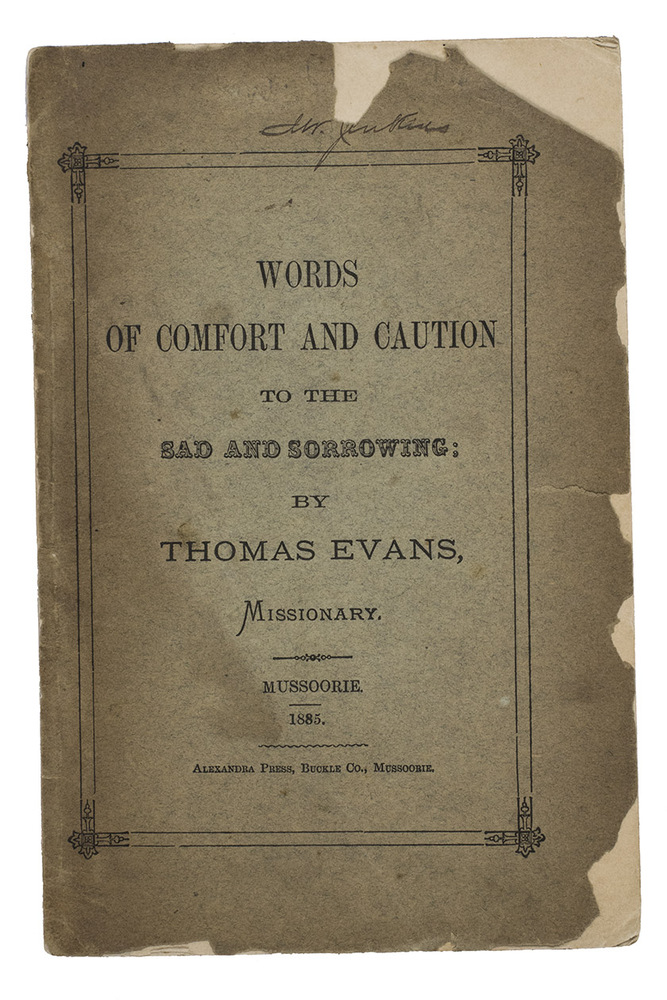 J.W. Jenkins
WORDS
OF COMFORT AND CAUTION
TO THE
SAD AND SORROWING;
BY
THOMAS EVANS,
MISSIONARY.
MUSSOORIE.
1885.
ALEXANDRA PRESS, BUCKLE CO., MUSSOORIE.